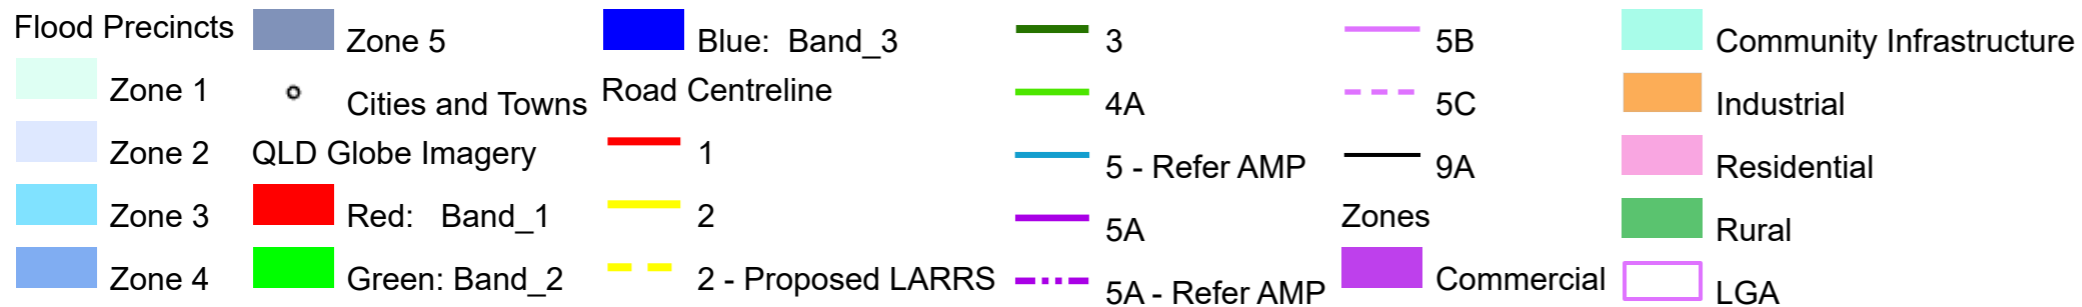 Flood Precincts
Zone 1
Zone 2
Zone 3
Zone 4
Zone 5
Cities and Towns
QLD Globe Imagery
Red: Band_1
Green: Band_2
Blue: Band_3
Road Centreline
1
2
2 - Proposed LARRS
3
4A
5 - Refer AMP
5A
5A - Refer AMP
5B
5C
9A
Zones
Commercial
Community Infrastructure
Industrial
Residential
Rural
LGA